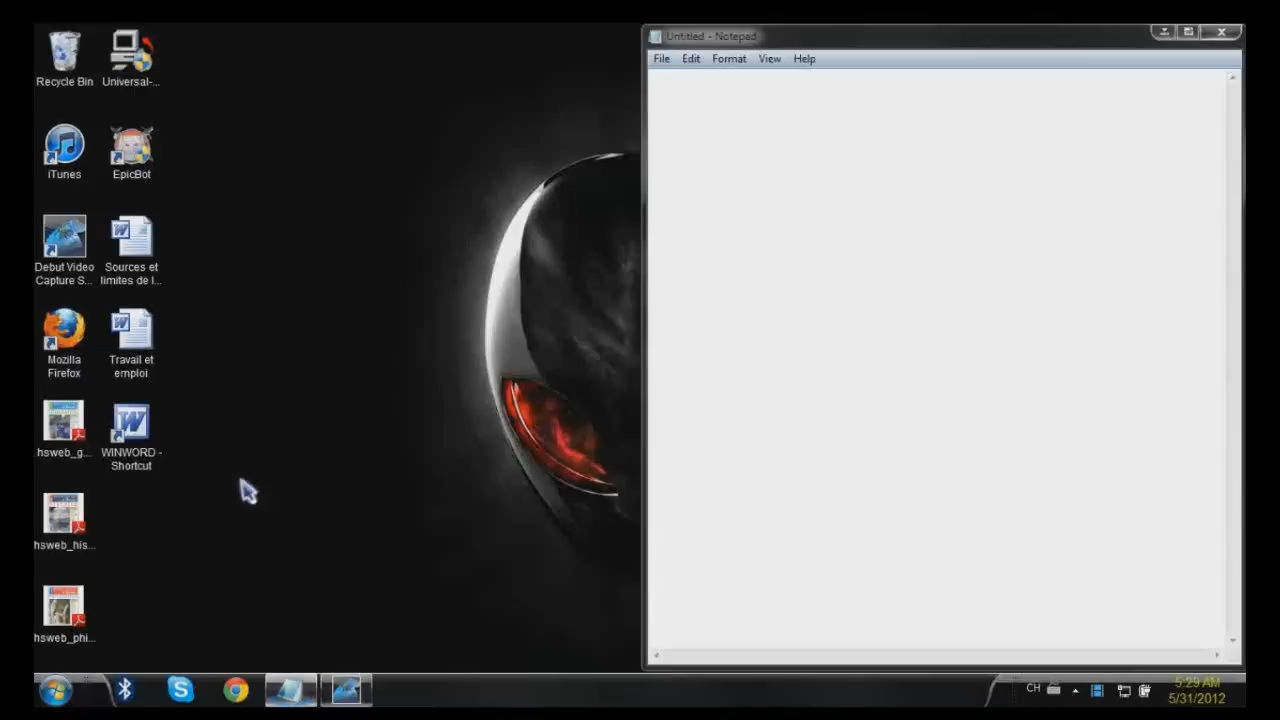 Recycle Bin
Universal-...
iTunes
EpicBot
Debut Video
Capture S...
Sources et
limites de l...
Mozilla
Firefox
Travail et
emploi
hsweb_g...
WINWORD -
Shortcut
hsweb_his...
hsweb_phi...
Untitled - Notepad
File Edit Format View Help
CH
5:29 AM
5/31/2012